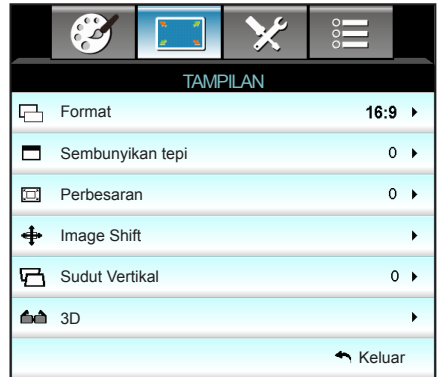 TAMPILAN
Format 16:9
Sembunyikan tepi 0
Perbesaran 0
Image Shift
Sudut Vertikal 0
3D
Keluar